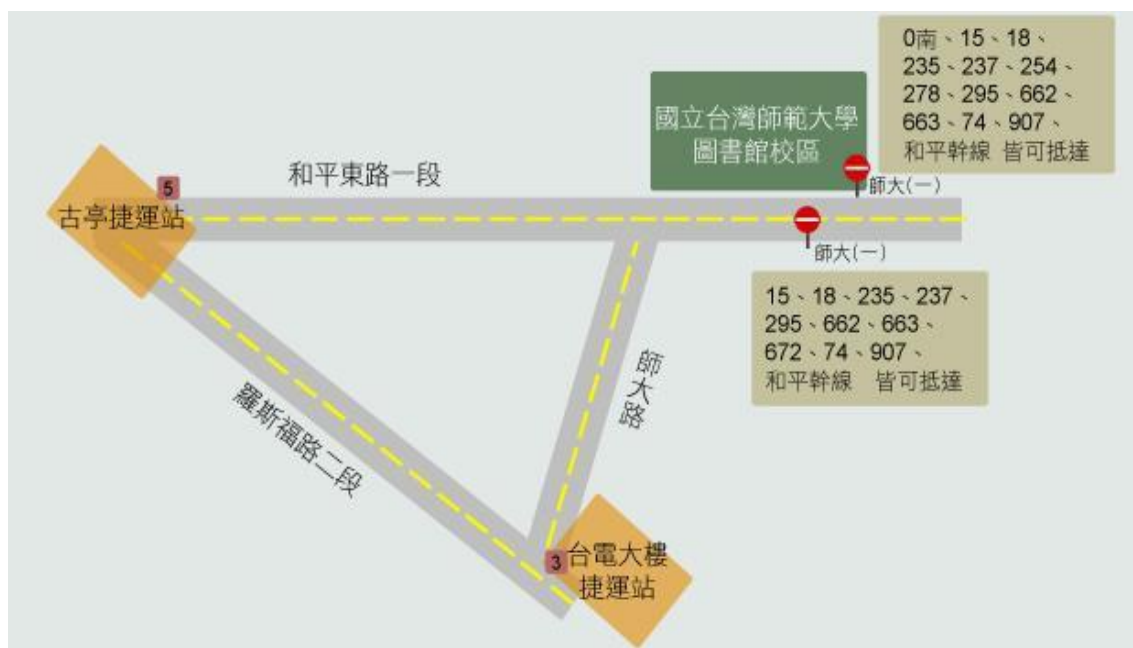 0南、15、18、
235、237、254、
278、295、662、
663、74、907、
和平幹線 皆可抵達
國立台灣師範大學
圖書館校區
和平東路一段
5
師大(一)
古亭捷運站
師大(一)
15、18、235、237、
295、662、663、
672、74、907、
和平幹線 皆可抵達
師大路
羅斯福路二段
3
台電大樓
捷運站